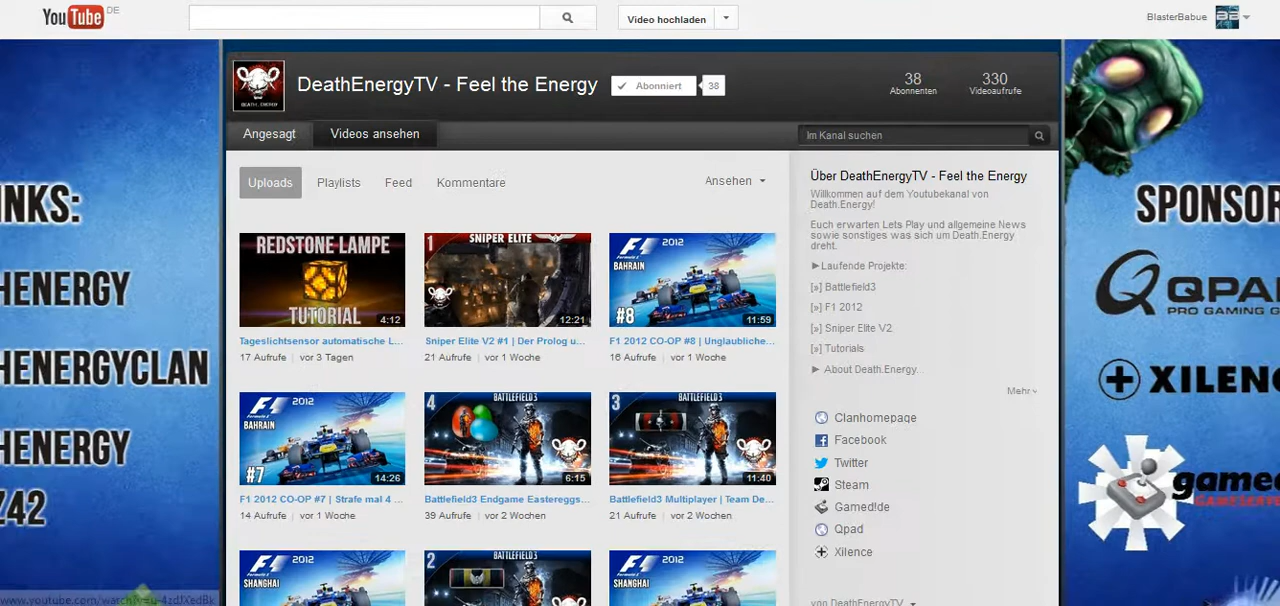 YouTube DE
Video hochladen
BlasterBabue
DeathEnergyTV - Feel the Energy
Abonniert
38
38
Abonnenten
330
Videoaufrufe
Angesagt
Videos ansehen
Im Kanal suchen
Uploads
Playlists
Feed
Kommentare
Ansehen
REDSTONE LAMPE
TUTORIAL
4:12
Tageslichtsensor automatische L...
17 Aufrufe
vor 3 Tagen
1
SNIPER ELITE
12:21
Sniper Elite V2 #1 | Der Prolog u...
21 Aufrufe
vor 1 Woche
F1 2012
BAHRAIN
#8
11:59
F1 2012 CO-OP #8 | Unglaubliche...
16 Aufrufe
vor 1 Woche
F1 2012
BAHRAIN
#7
14:26
F1 2012 CO-OP #7 | Strafe mal 4 ...
14 Aufrufe
vor 1 Woche
4
BATTLEFIELD 3
6:15
Battlefield3 Endgame Eastereggs...
39 Aufrufe
vor 2 Wochen
3
BATTLEFIELD 3
11:40
Battlefield3 Multiplayer | Team De...
21 Aufrufe
vor 2 Wochen
F1 2012
SHANGHAI
2
BATTLEFIELD 3
F1 2012
SHANGHAI
Über DeathEnergyTV - Feel the Energy
Willkommen auf dem Youtubekanal von
Death.Energy!
Euch erwarten Lets Play und allgemeine News
sowie sonstiges was sich um Death.Energy
dreht.
►Laufende Projekte:
[»] Battlefield3
[»] F1 2012
[»] Sniper Elite V2
[»] Tutorials
► About Death.Energy...
Mehr
Clanhomepage
Facebook
Twitter
Steam
Gamed!de
Qpad
Xilence
von DeathEnergyTV
INKS:
HENERGY
HENERGYCLAN
HENERGY
Z42
SPONSOR
QPAD
PRO GAMING G
XILENC
gamed
GAMESERVE